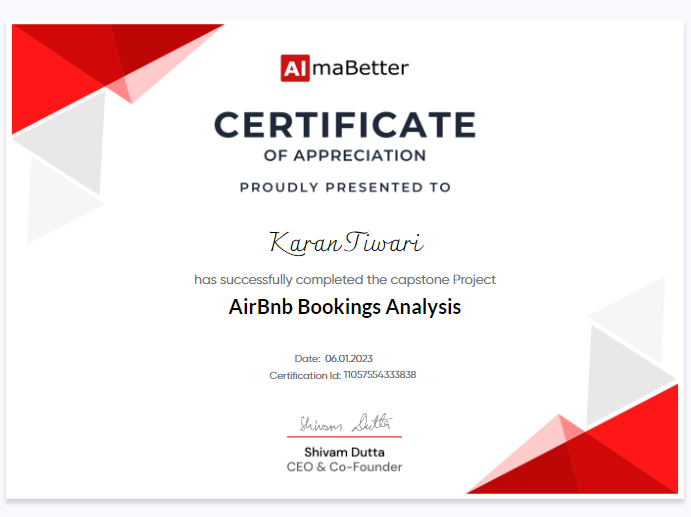 AlmaBetter
CERTIFICATE
OF APPRECIATION
PROUDLY PRESENTED TO
Karan Tiwari
has successfully completed the capstone Project
AirBnb Bookings Analysis
Date: 06.01.2023
Certification Id: 11057554333838
Shivam Dutta
Shivam Dutta
CEO & Co-Founder